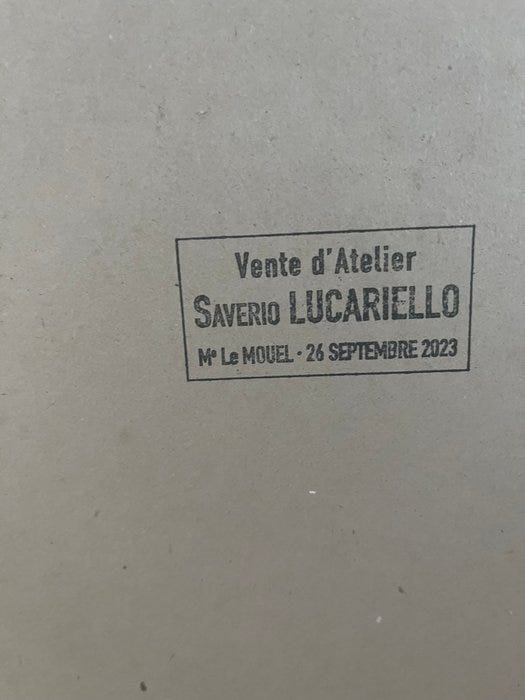 Vente d'Atelier
SAVERIO LUCARIELLO
Me Le MOUEL · 26 SEPTEMBRE 2023